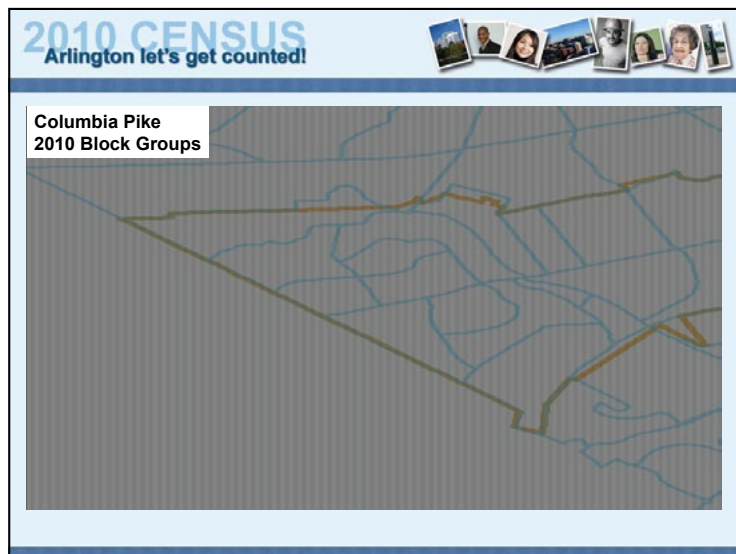 2010 CENSUS
Arlington let's get counted!
Columbia Pike
2010 Block Groups